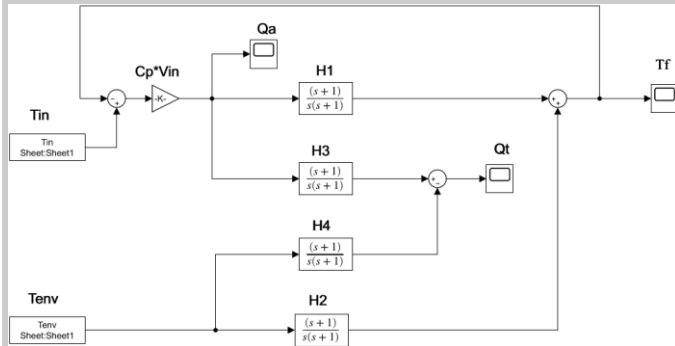 Qa
Tf
Cp*Vin
H1
-K-
(s + 1)
s(s + 1)
Tin
Tin
Sheet:Sheet1
H3
Qt
(s + 1)
s(s + 1)
H4
(s + 1)
s(s + 1)
Tenv
H2
Tenv
Sheet:Sheet1
(s + 1)
s(s + 1)